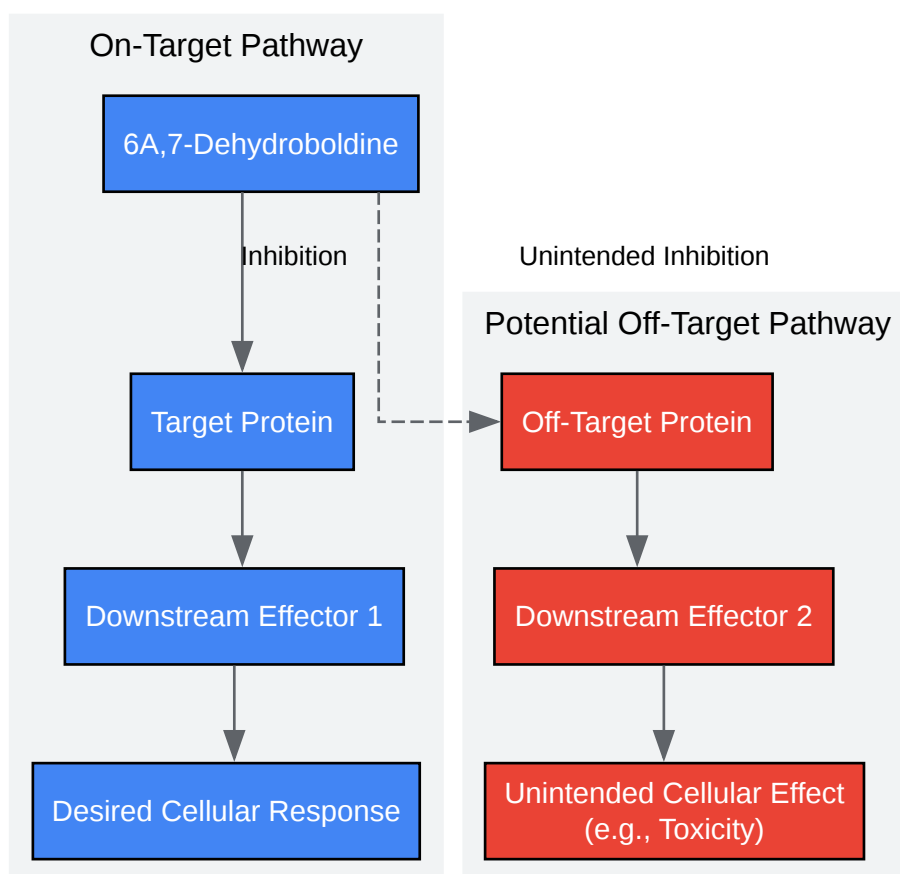 On-Target Pathway
6A,7-Dehydroboldine
Inhibition
Target Protein
Downstream Effector 1
Desired Cellular Response
Unintended Inhibition
Potential Off-Target Pathway
Off-Target Protein
Downstream Effector 2
Unintended Cellular Effect
(e.g., Toxicity)